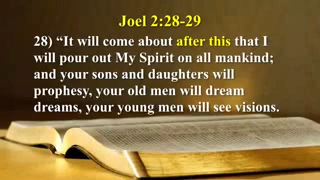 Joel 2:28-29
28) “It will come about after this that I
will pour out My Spirit on all mankind;
and your sons and daughters will
prophesy, your old men will dream
dreams, your young men will see visions.